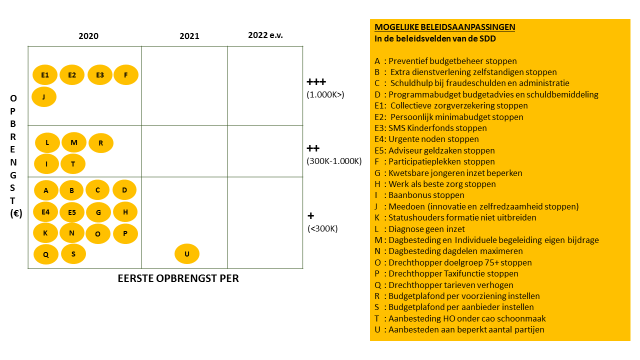 2020 2021 2022 e.v.
E1 E2 E3 F
J
+++
(1.000K>)
L M R
I T
++
(300K-1.000K)
A B C D
E4 E5 G H
K N O P
Q S U
+
(<300K)
OPBRENGST (€)
EERSTE OPBRENGST PER
MOGELIJKE BELEIDSAANPASSINGEN
In de beleidsvelden van de SDD
A : Preventief budgetbeheer stoppen
B : Extra dienstverlening zelfstandigen stoppen
C : Schuldhulp bij fraudeschulden en administratie
D : Programmabudget budgetadvies en schuldbemiddeling
E1: Collectieve zorgverzekering stoppen
E2: Persoonlijk minimabudget stoppen
E3: SMS Kinderfonds stoppen
E4: Urgente noden stoppen
E5: Adviseur geldzaken stoppen
F : Participatieplekken stoppen
G : Kwetsbare jongeren inzet beperken
H : Werk als beste zorg stoppen
I : Baanbonus stoppen
J : Meedoen (innovatie en zelfredzaamheid stoppen)
K : Statushouders formatie niet uitbreiden
L : Diagnose geen inzet
M : Dagbesteding en Individuele begeleiding eigen bijdrage
N : Dagbesteding dagdelen maximeren
O : Drechthopper doelgroep 75+ stoppen
P : Drechthopper Taxifunctie stoppen
Q : Drechthopper tarieven verhogen
R : Budgetplafond per voorziening instellen
S : Budgetplafond per aanbieder instellen
T : Aanbesteding HO onder cao schoonmaak
U : Aanbesteden aan beperkt aantal partijen